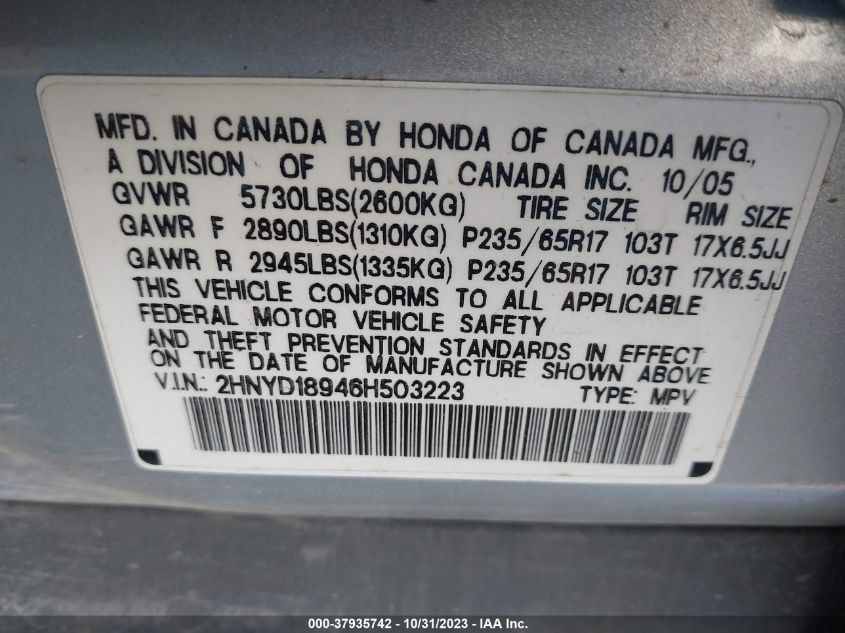 MFD. IN CANADA BY HONDA OF CANADA MFG.,
A DIVISION OF HONDA CANADA INC. 10/05
GVWR 5730LBS(2600KG) TIRE SIZE RIM SIZE
GAWR F 2890LBS(1310KG) P235/65R17 103T 17X6.5JJ
GAWR R 2945LBS(1335KG) P235/65R17 103T 17X6.5JJ
THIS VEHICLE CONFORMS TO ALL APPLICABLE
FEDERAL MOTOR VEHICLE SAFETY
AND THEFT PREVENTION STANDARDS IN EFFECT
ON THE DATE OF MANUFACTURE SHOWN ABOVE
V.I.N.: 2HNYD18946H503223 TYPE: MPV
000-37935742 - 10/31/2023 - IAA Inc.